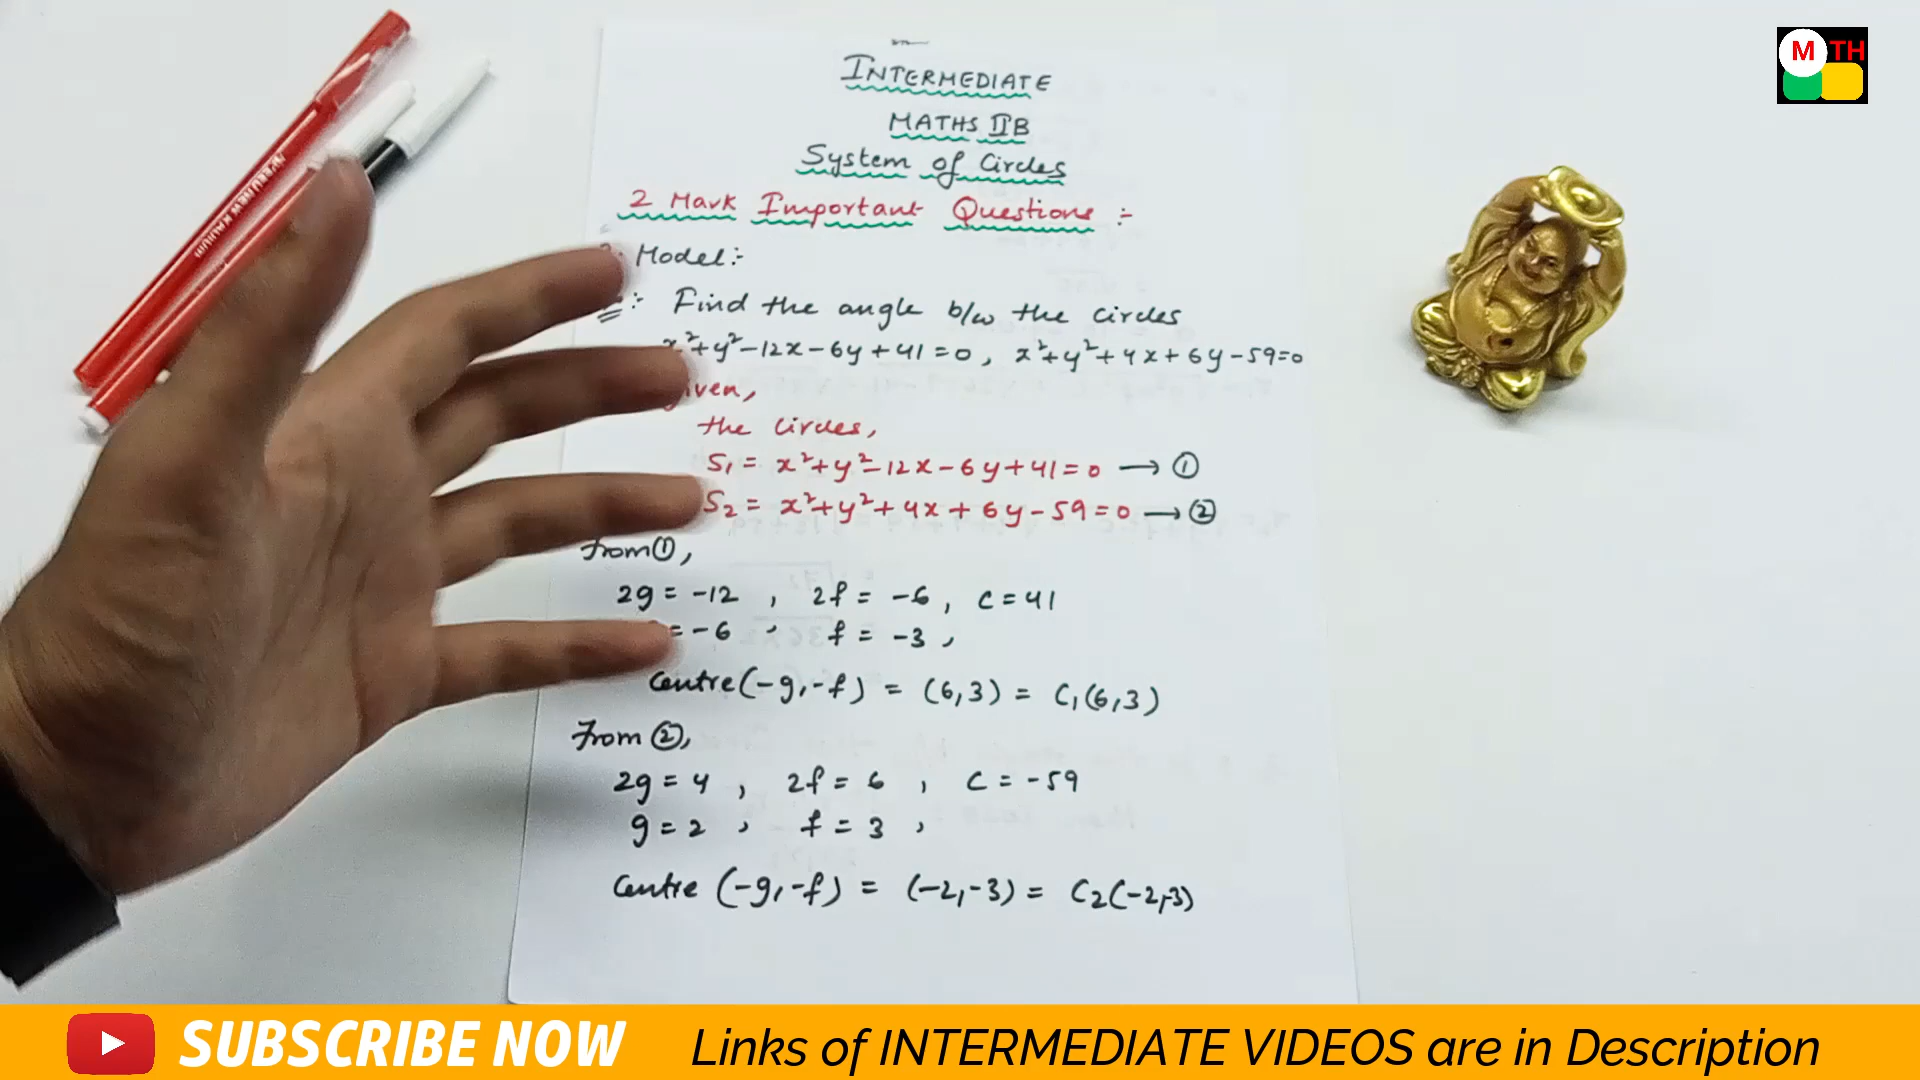 M TH
INTERMEDIATE
MATHS IIB
System of Circles
2 Mark Important Questions :-
Model:-
Find the angle b/w the circles
x²+y²-12x-6y+41=0, x²+y²+4x+6y-59=0
given,
the circles,
S₁ = x²+y²-12x-6y+41=0 → ①
S₂ = x²+y²+4x+6y-59=0 → ②
From ①,
2g = -12 , 2f = -6 , c = 41
= -6 , f = -3 ,
Centre (-g,-f) = (6,3) = C₁(6,3)
From ②,
2g = 4 , 2f = 6 , c = -59
g = 2 , f = 3 ,
Centre (-g,-f) = (-2,-3) = C₂(-2,-3)
SUBSCRIBE NOW Links of INTERMEDIATE VIDEOS are in Description